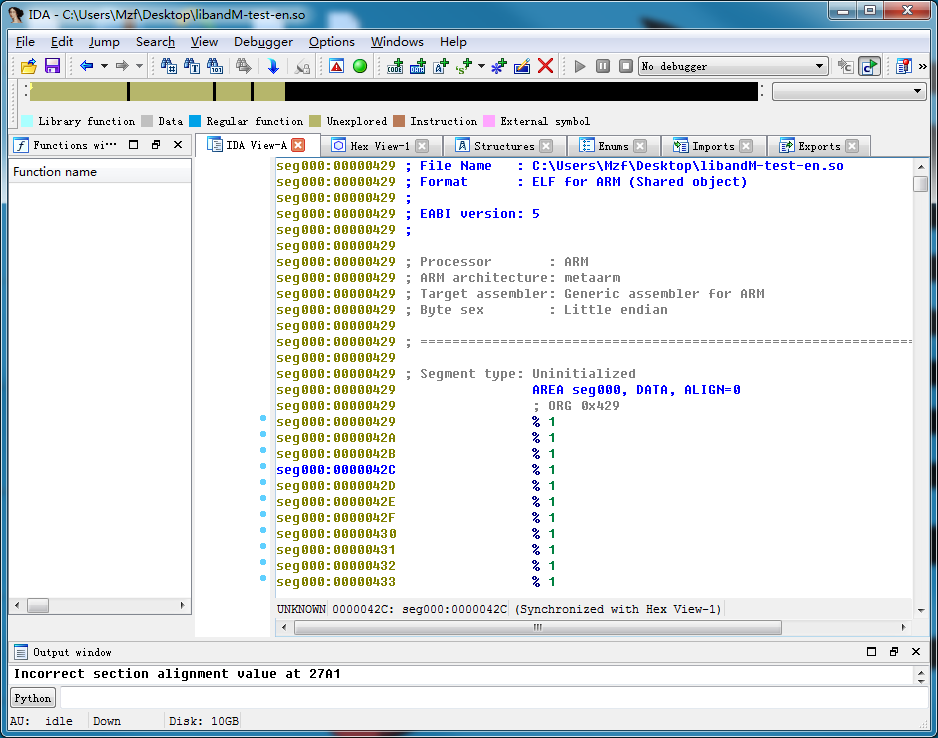 IDA - C:\Users\Mzf\Desktop\libandM-test-en.so
File Edit Jump Search View Debugger Options Windows Help
No debugger
Library function Data Regular function Unexplored Instruction External symbol
Functions wi··· IDA View-A Hex View-1 Structures Enums Imports Exports
Function name
seg000:00000429 ; File Name   : C:\Users\Mzf\Desktop\libandM-test-en.so
seg000:00000429 ; Format      : ELF for ARM (Shared object)
seg000:00000429 ;
seg000:00000429 ; EABI version: 5
seg000:00000429 ;
seg000:00000429
seg000:00000429 ; Processor       : ARM
seg000:00000429 ; ARM architecture: metaarm
seg000:00000429 ; Target assembler: Generic assembler for ARM
seg000:00000429 ; Byte sex        : Little endian
seg000:00000429
seg000:00000429 ; ===============================================================
seg000:00000429
seg000:00000429 ; Segment type: Uninitialized
seg000:00000429                 AREA seg000, DATA, ALIGN=0
seg000:00000429                 ; ORG 0x429
seg000:00000429                 % 1
seg000:0000042A                 % 1
seg000:0000042B                 % 1
seg000:0000042C                 % 1
seg000:0000042D                 % 1
seg000:0000042E                 % 1
seg000:0000042F                 % 1
seg000:00000430                 % 1
seg000:00000431                 % 1
seg000:00000432                 % 1
seg000:00000433                 % 1
UNKNOWN 0000042C: seg000:0000042C (Synchronized with Hex View-1)
Output window
Incorrect section alignment value at 27A1
Python
AU: idle Down Disk: 10GB